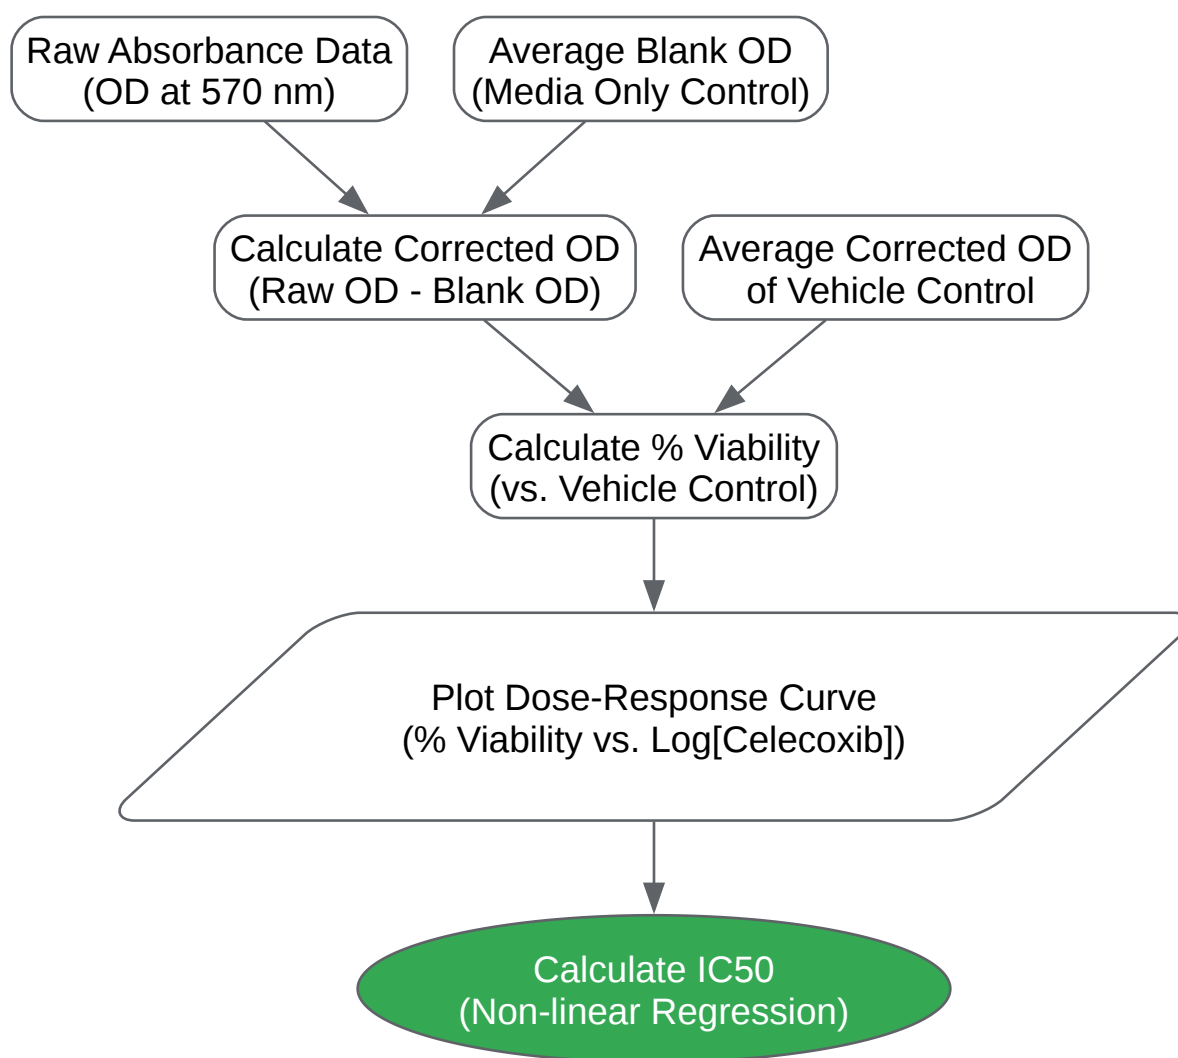 Raw Absorbance Data
(OD at 570 nm)
Average Blank OD
(Media Only Control)
Calculate Corrected OD
(Raw OD - Blank OD)
Average Corrected OD
of Vehicle Control
Calculate % Viability
(vs. Vehicle Control)
Plot Dose-Response Curve
(% Viability vs. Log[Celecoxib])
Calculate IC50
(Non-linear Regression)